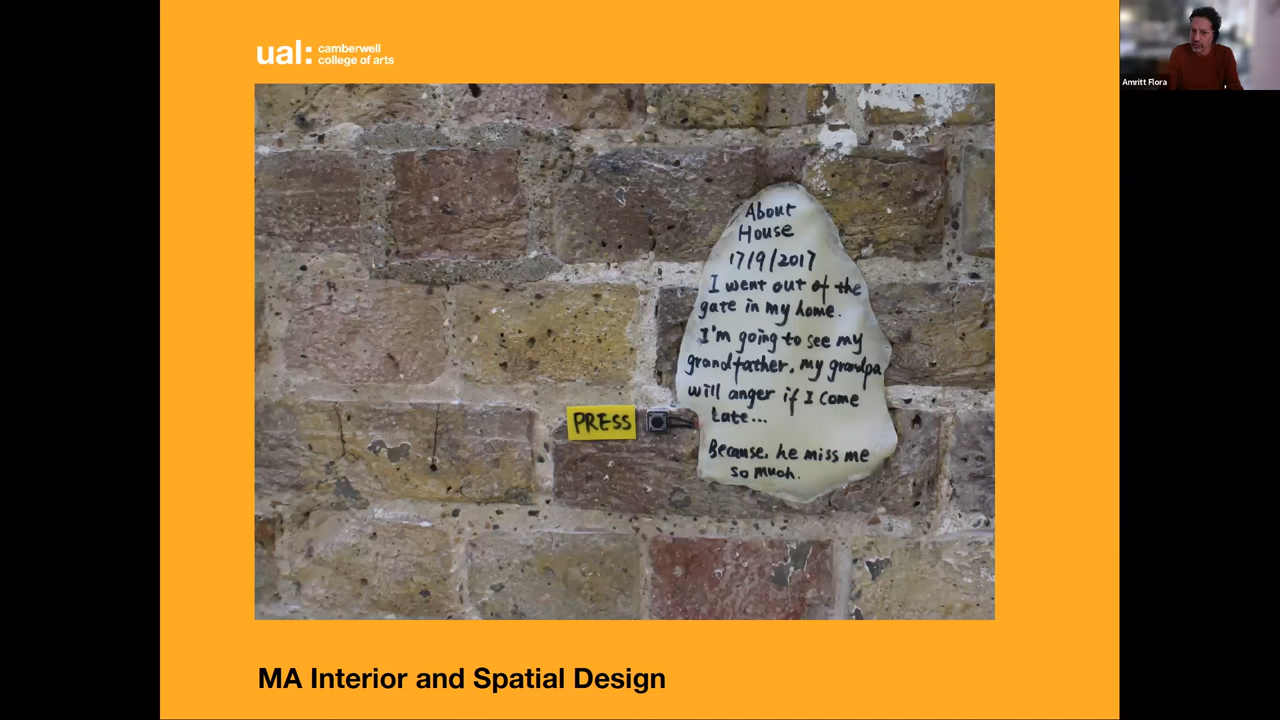 ual: camberwell
college of arts
Amritt Flora
About
House
17/9/2017
I went out of the
gate in my home.
I'm going to see my
grandfather, my grandpa
will anger if I come
late...
Because, he miss me
so much.
PRESS
MA Interior and Spatial Design